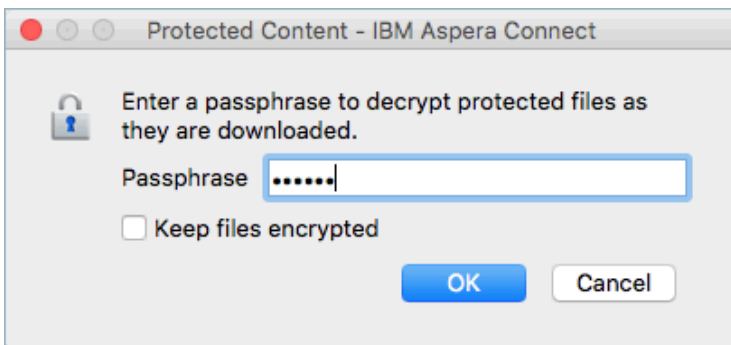 Protected Content - IBM Aspera Connect
Enter a passphrase to decrypt protected files as
they are downloaded.
Passphrase ••••••
Keep files encrypted
OK Cancel